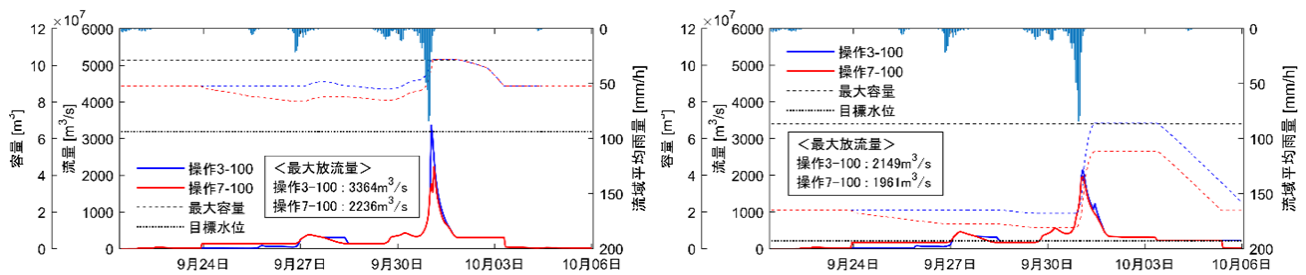 12 ×10⁷
6000
0
10
5000
8
4000
50
6
3000
100
4
2000
150
2
1000
0
0
200
容量 [m³]
流量 [m³/s]
流域平均雨量 [mm/h]
操作3-100
操作7-100
最大容量
目標水位
＜最大放流量＞
操作3-100 : 3364m³/s
操作7-100 : 2236m³/s
9月24日 9月27日 9月30日 10月03日 10月06日
12 ×10⁷
6000
0
10
5000
8
4000
50
6
3000
100
4
2000
150
2
1000
0
0
200
容量 [m³]
流量 [m³/s]
流域平均雨量 [mm/h]
操作3-100
操作7-100
最大容量
目標水位
＜最大放流量＞
操作3-100 : 2149m³/s
操作7-100 : 1961m³/s
9月24日 9月27日 9月30日 10月03日 10月06日